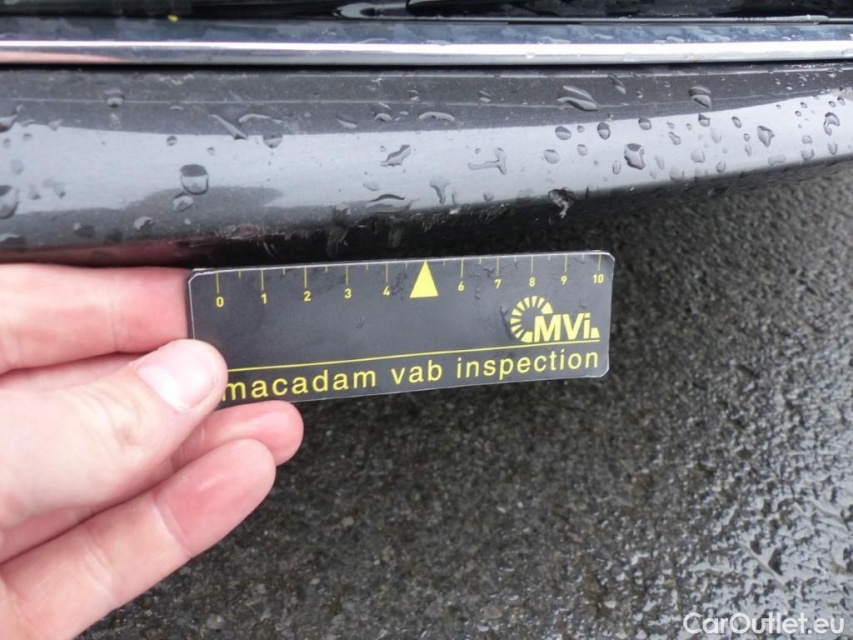 0 1 2 3 4 6 7 8 9 10
MVi
macadam vab inspection
CarOutlet.eu